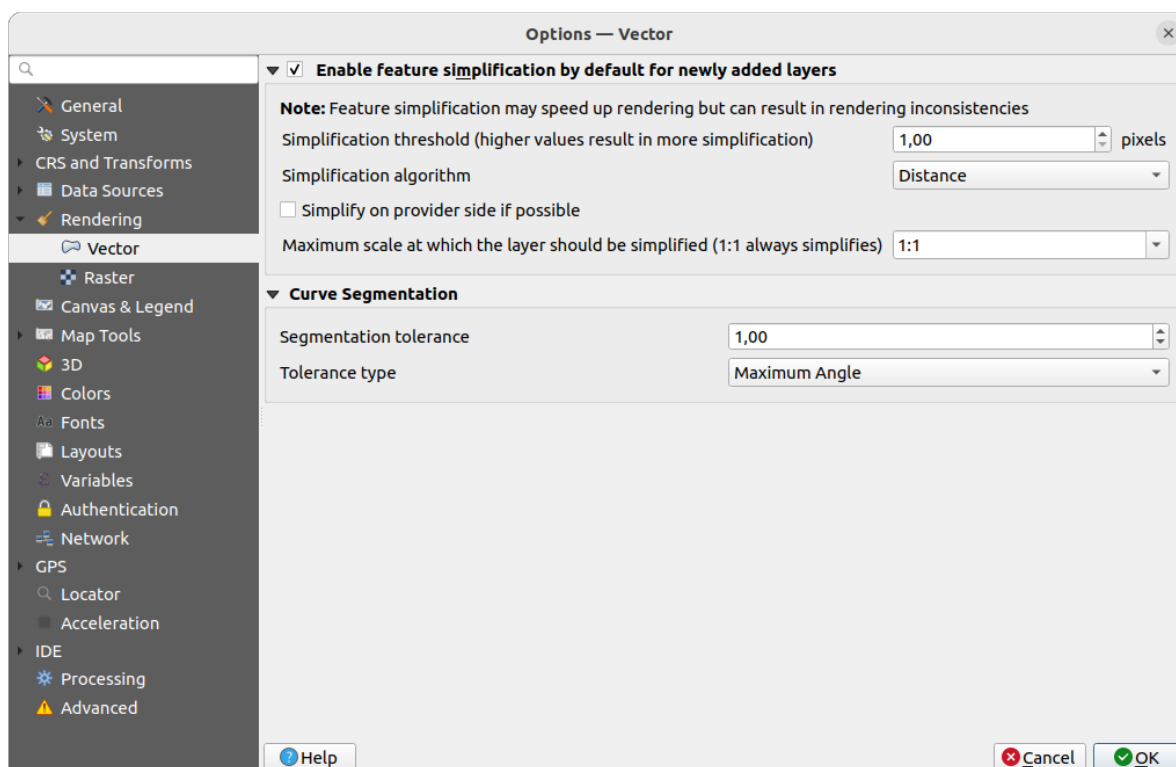 Options — Vector
General
System
CRS and Transforms
Data Sources
Rendering
Vector
Raster
Canvas & Legend
Map Tools
3D
Colors
Aa Fonts
Layouts
ε Variables
Authentication
Network
GPS
Locator
Acceleration
IDE
Processing
Advanced
Enable feature simplification by default for newly added layers
Note: Feature simplification may speed up rendering but can result in rendering inconsistencies
Simplification threshold (higher values result in more simplification) 1,00 pixels
Simplification algorithm Distance
Simplify on provider side if possible
Maximum scale at which the layer should be simplified (1:1 always simplifies) 1:1
Curve Segmentation
Segmentation tolerance 1,00
Tolerance type Maximum Angle
? Help
Cancel
OK